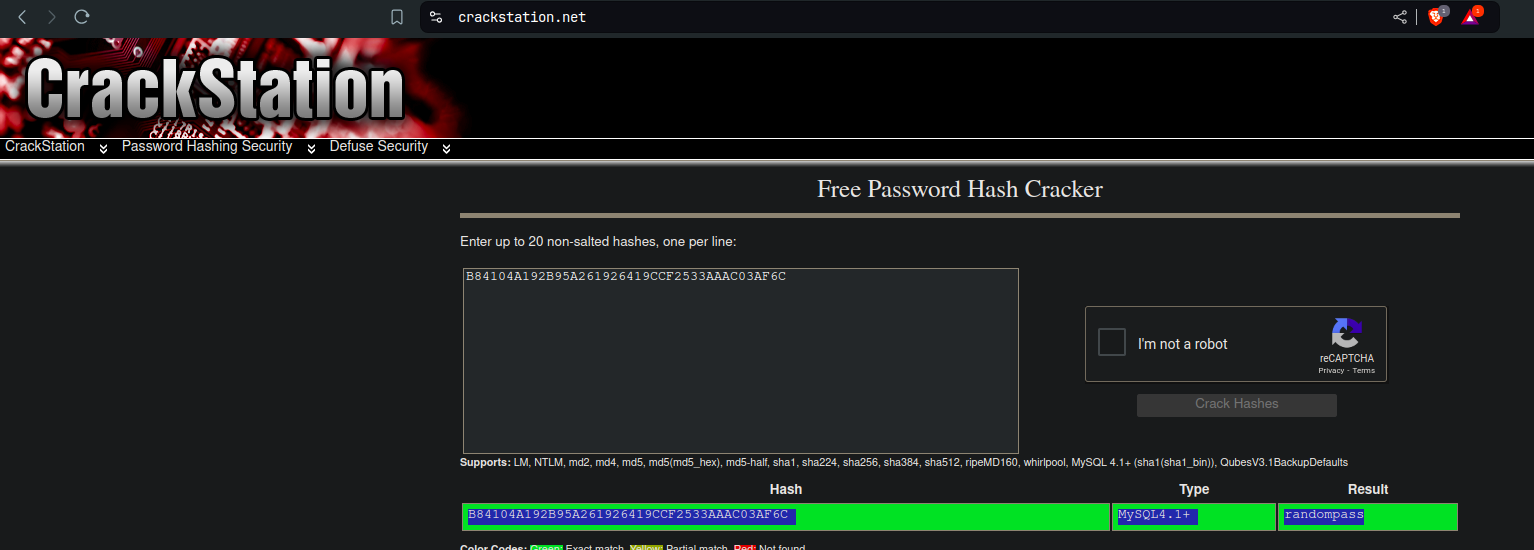 crackstation.net
1
1
CrackStation
CrackStation Password Hashing Security Defuse Security
Free Password Hash Cracker
Enter up to 20 non-salted hashes, one per line:
B84104A192B95A261926419CCF2533AAAC03AF6C
I'm not a robot
reCAPTCHA
Privacy - Terms
Crack Hashes
Supports: LM, NTLM, md2, md4, md5, md5(md5_hex), md5-half, sha1, sha224, sha256, sha384, sha512, ripeMD160, whirlpool, MySQL 4.1+ (sha1(sha1_bin)), QubesV3.1BackupDefaults
Hash Type Result
B84104A192B95A261926419CCF2533AAAC03AF6C MySQL4.1+ randompass
Color Codes: Green: Exact match, Yellow: Partial match, Red: Not found.